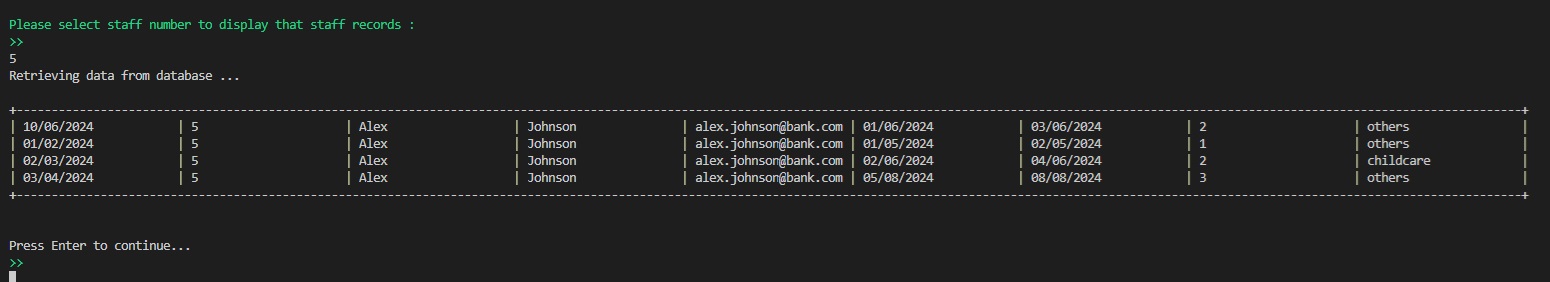 Please select staff number to display that staff records :
>>
5
Retrieving data from database ...
+-----------------------------------------------------------------------------------------------------------------------------------------------------------------------------------------------------------------------+
| 10/06/2024 | 5 | Alex | Johnson | alex.johnson@bank.com | 01/06/2024 | 03/06/2024 | 2 | others |
| 01/02/2024 | 5 | Alex | Johnson | alex.johnson@bank.com | 01/05/2024 | 02/05/2024 | 1 | others |
| 02/03/2024 | 5 | Alex | Johnson | alex.johnson@bank.com | 02/06/2024 | 04/06/2024 | 2 | childcare |
| 03/04/2024 | 5 | Alex | Johnson | alex.johnson@bank.com | 05/08/2024 | 08/08/2024 | 3 | others |
+-----------------------------------------------------------------------------------------------------------------------------------------------------------------------------------------------------------------------+
Press Enter to continue...
>>